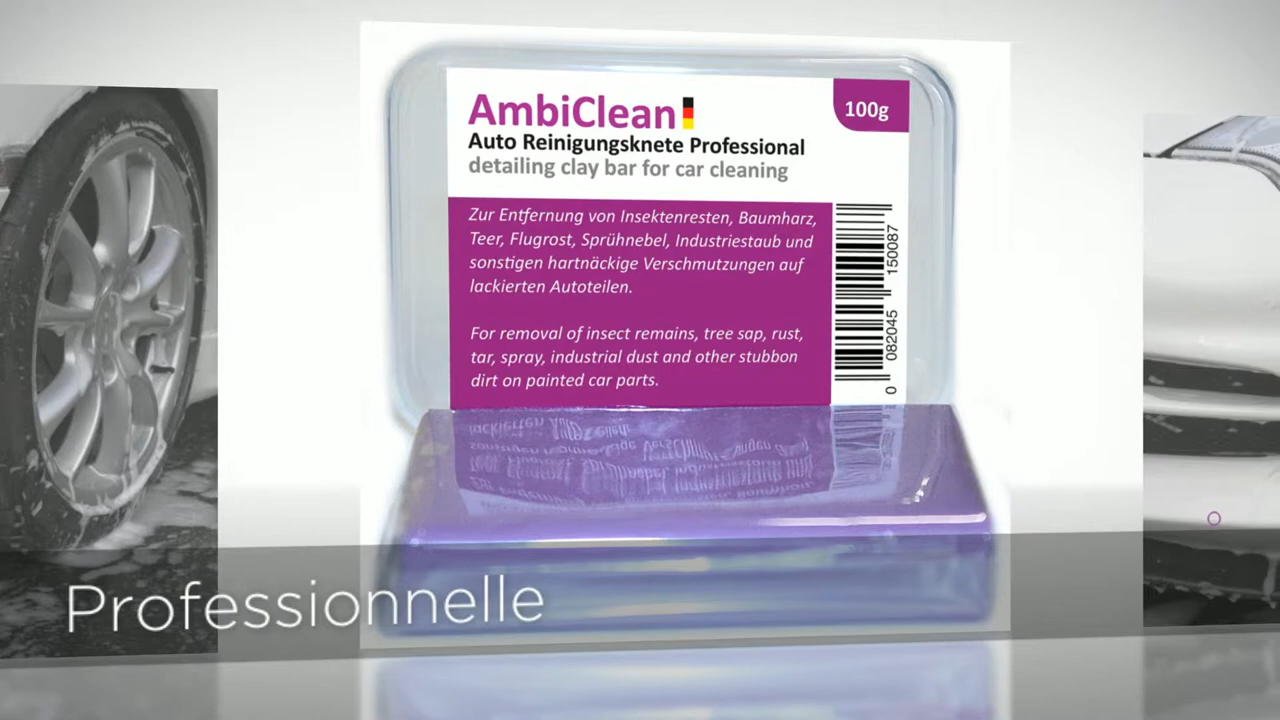 AmbiClean
100g
Auto Reinigungsknete Professional
detailing clay bar for car cleaning
Zur Entfernung von Insektenresten, Baumharz,
Teer, Flugrost, Sprühnebel, Industriestaub und
sonstigen hartnäckige Verschmutzungen auf
lackierten Autoteilen.
For removal of insect remains, tree sap, rust,
tar, spray, industrial dust and other stubbon
dirt on painted car parts.
0 082045 150087
Professionnelle